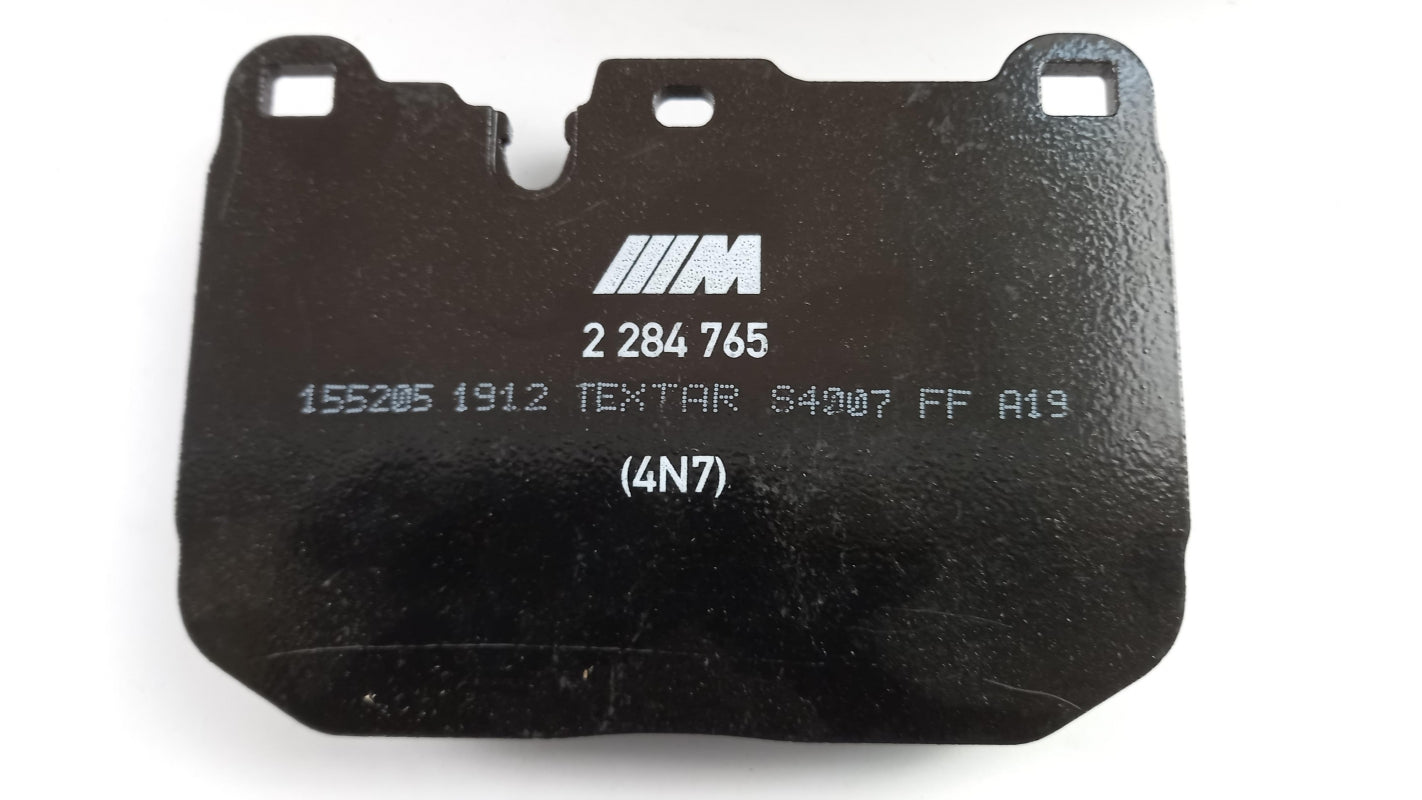 M
2 284 765
155205 1912 TEXTAR S4007 FF A19
(4N7)